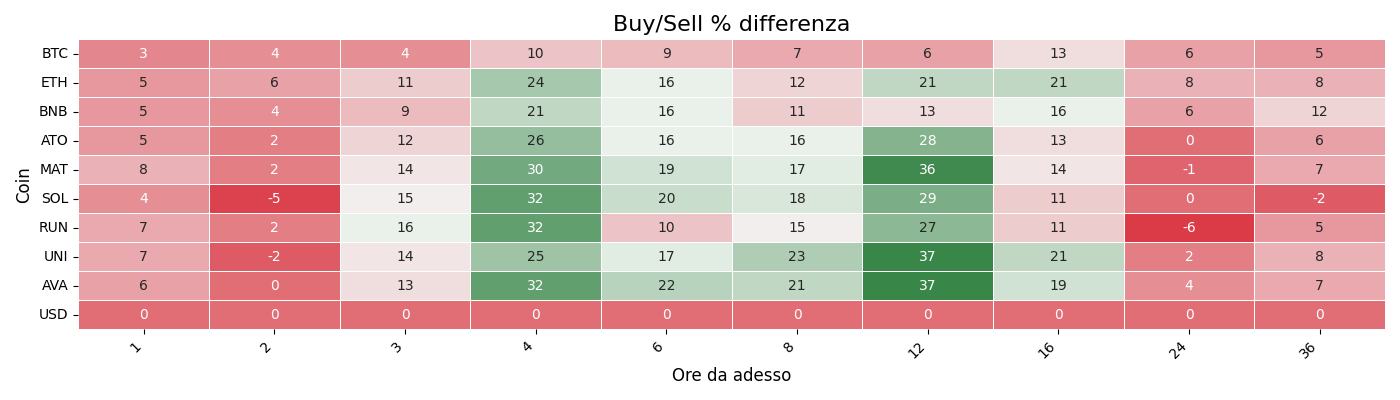 Buy/Sell % differenza
BTC 3 4 4 10 9 7 6 13 6 5
ETH 5 6 11 24 16 12 21 21 8 8
BNB 5 4 9 21 16 11 13 16 6 12
ATO 5 2 12 26 16 16 28 13 0 6
MAT 8 2 14 30 19 17 36 14 -1 7
SOL 4 -5 15 32 20 18 29 11 0 -2
RUN 7 2 16 32 10 15 27 11 -6 5
UNI 7 -2 14 25 17 23 37 21 2 8
AVA 6 0 13 32 22 21 37 19 4 7
USD 0 0 0 0 0 0 0 0 0 0
Coin
1 2 3 4 6 8 12 16 24 36
Ore da adesso